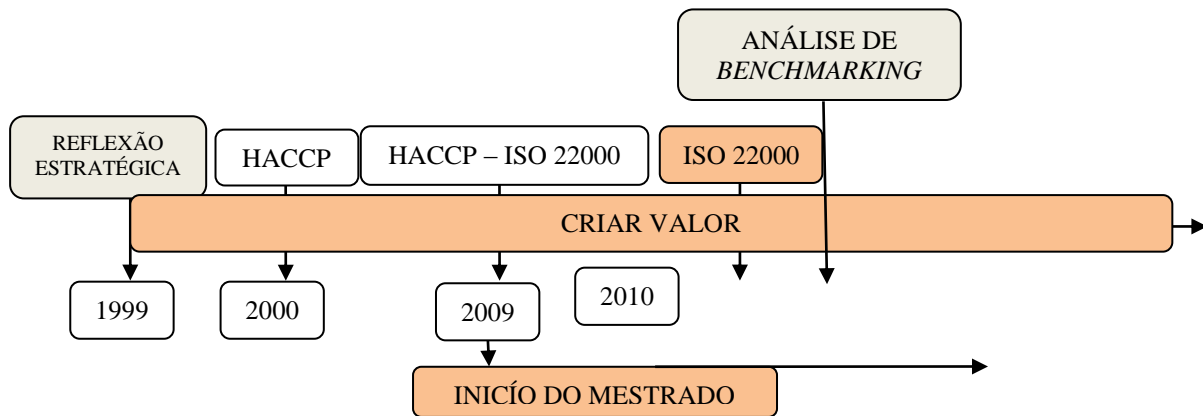 ANÁLISE DE
BENCHMARKING
REFLEXÃO
ESTRATÉGICA
HACCP
HACCP – ISO 22000
ISO 22000
CRIAR VALOR
1999
2000
2009
2010
INICÍO DO MESTRADO